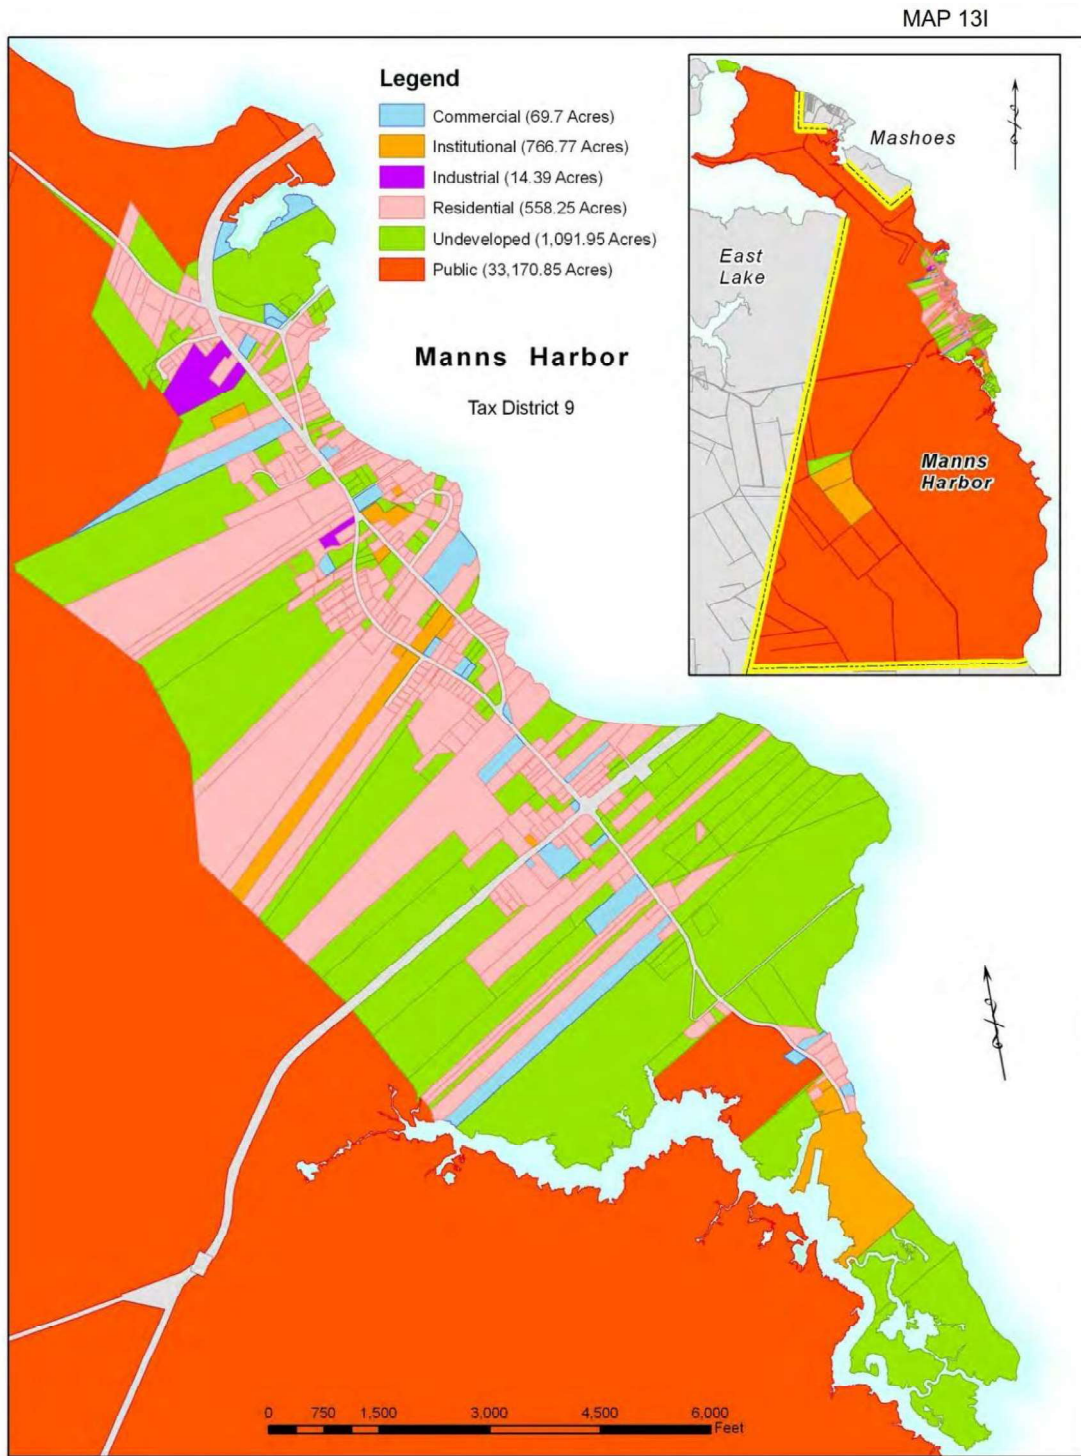 MAP 13I
Legend
Commercial (69.7 Acres)
Institutional (766.77 Acres)
Industrial (14.39 Acres)
Residential (558.25 Acres)
Undeveloped (1,091.95 Acres)
Public (33,170.85 Acres)
Manns Harbor
Tax District 9
Mashoes
East
Lake
Manns
Harbor
0 750 1,500 3,000 4,500 6,000
Feet